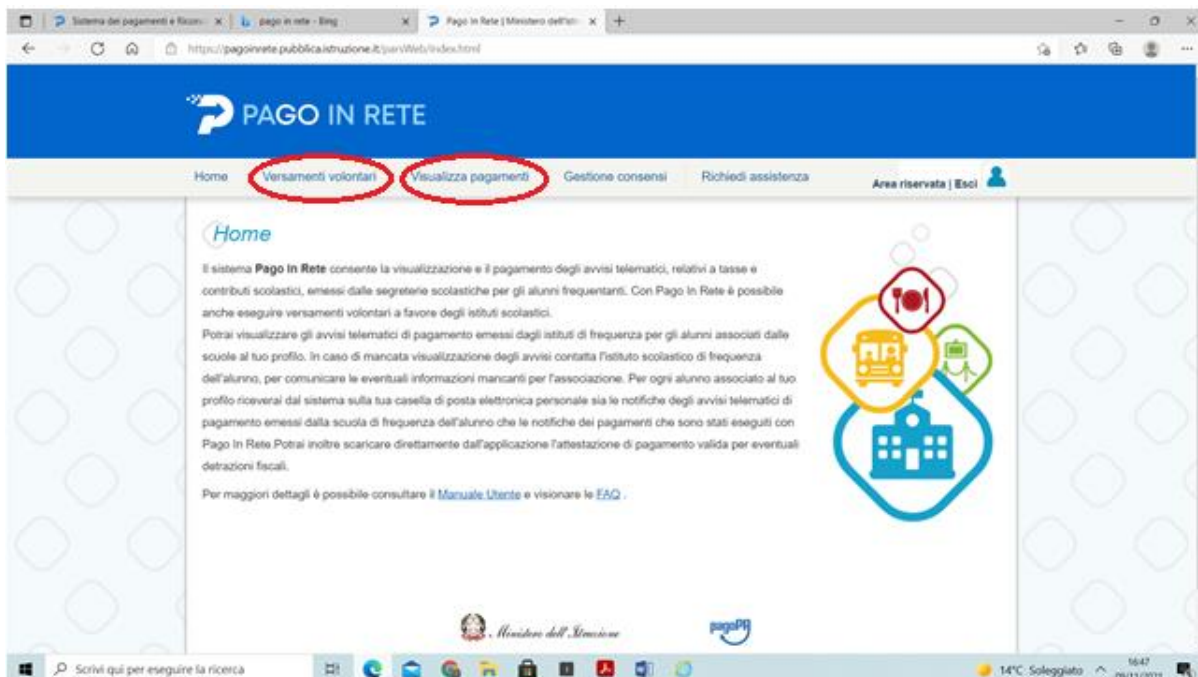 Sistema dei pagamenti e Ricon
pago in rete - Bing
Pago In Rete | Ministero dell'Istr
https://pagoinrete.pubblica.istruzione.it/parsWeb/index.html
PAGO IN RETE
Home Versamenti volontari Visualizza pagamenti Gestione consensi Richiedi assistenza Area riservata | Esci
Home
Il sistema Pago In Rete consente la visualizzazione e il pagamento degli avvisi telematici, relativi a tasse e
contributi scolastici, emessi dalle segreterie scolastiche per gli alunni frequentanti. Con Pago In Rete è possibile
anche eseguire versamenti volontari a favore degli istituti scolastici.
Potrai visualizzare gli avvisi telematici di pagamento emessi dagli istituti di frequenza per gli alunni associati dalle
scuole al tuo profilo. In caso di mancata visualizzazione degli avvisi contatta l'istituto scolastico di frequenza
dell'alunno, per comunicare le eventuali informazioni mancanti per l'associazione. Per ogni alunno associato al tuo
profilo riceverai dal sistema sulla tua casella di posta elettronica personale sia le notifiche degli avvisi telematici di
pagamento emessi dalla scuola di frequenza dell'alunno che le notifiche dei pagamenti che sono stati eseguiti con
Pago In Rete.Potrai inoltre scaricare direttamente dall'applicazione l'attestazione di pagamento valida per eventuali
detrazioni fiscali.
Per maggiori dettagli è possibile consultare il Manuale Utente e visionare le FAQ .
Ministero dell'Istruzione
pagoPA
Scrivi qui per eseguire la ricerca
14°C Soleggiato
16:47